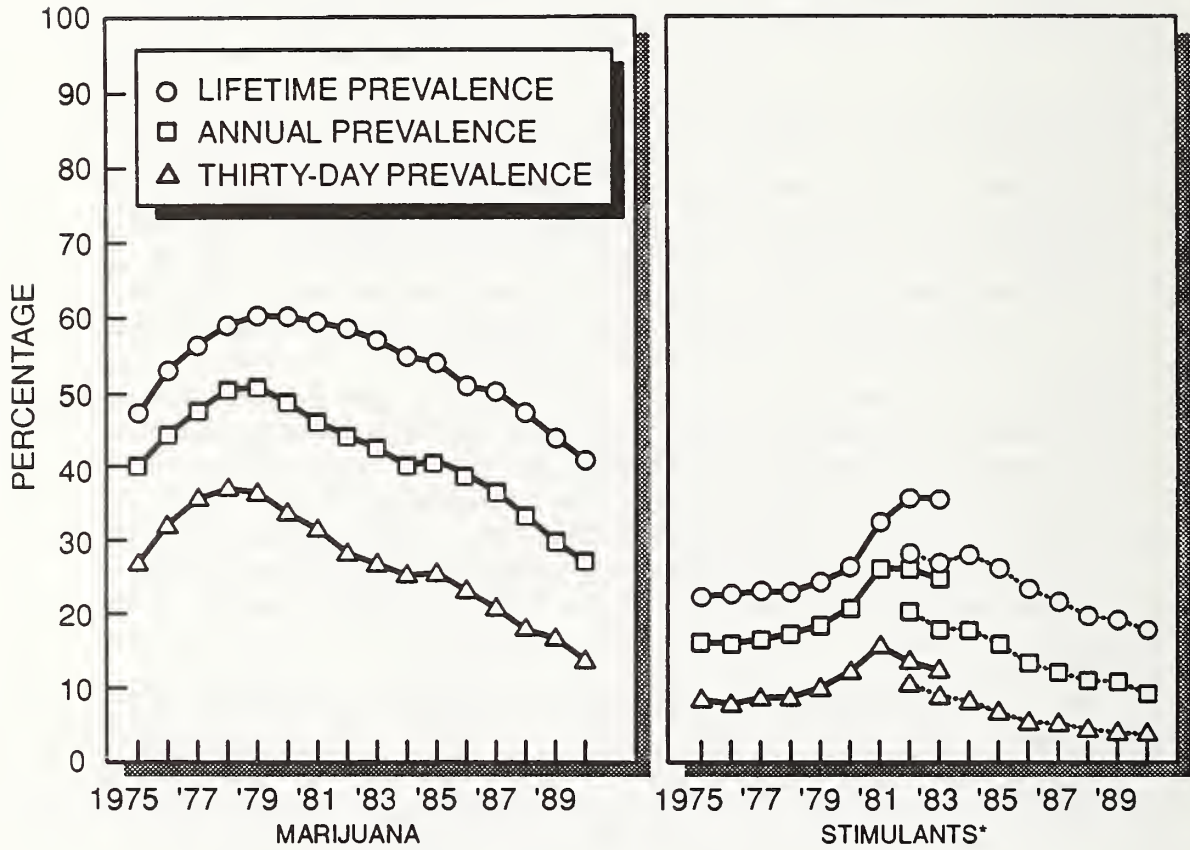 100
90
80
70
60
50
40
30
20
10
0
PERCENTAGE
LIFETIME PREVALENCE
ANNUAL PREVALENCE
THIRTY-DAY PREVALENCE
1975 '77 '79 '81 '83 '85 '87 '89
MARIJUANA
1975 '77 '79 '81 '83 '85 '87 '89
STIMULANTS*